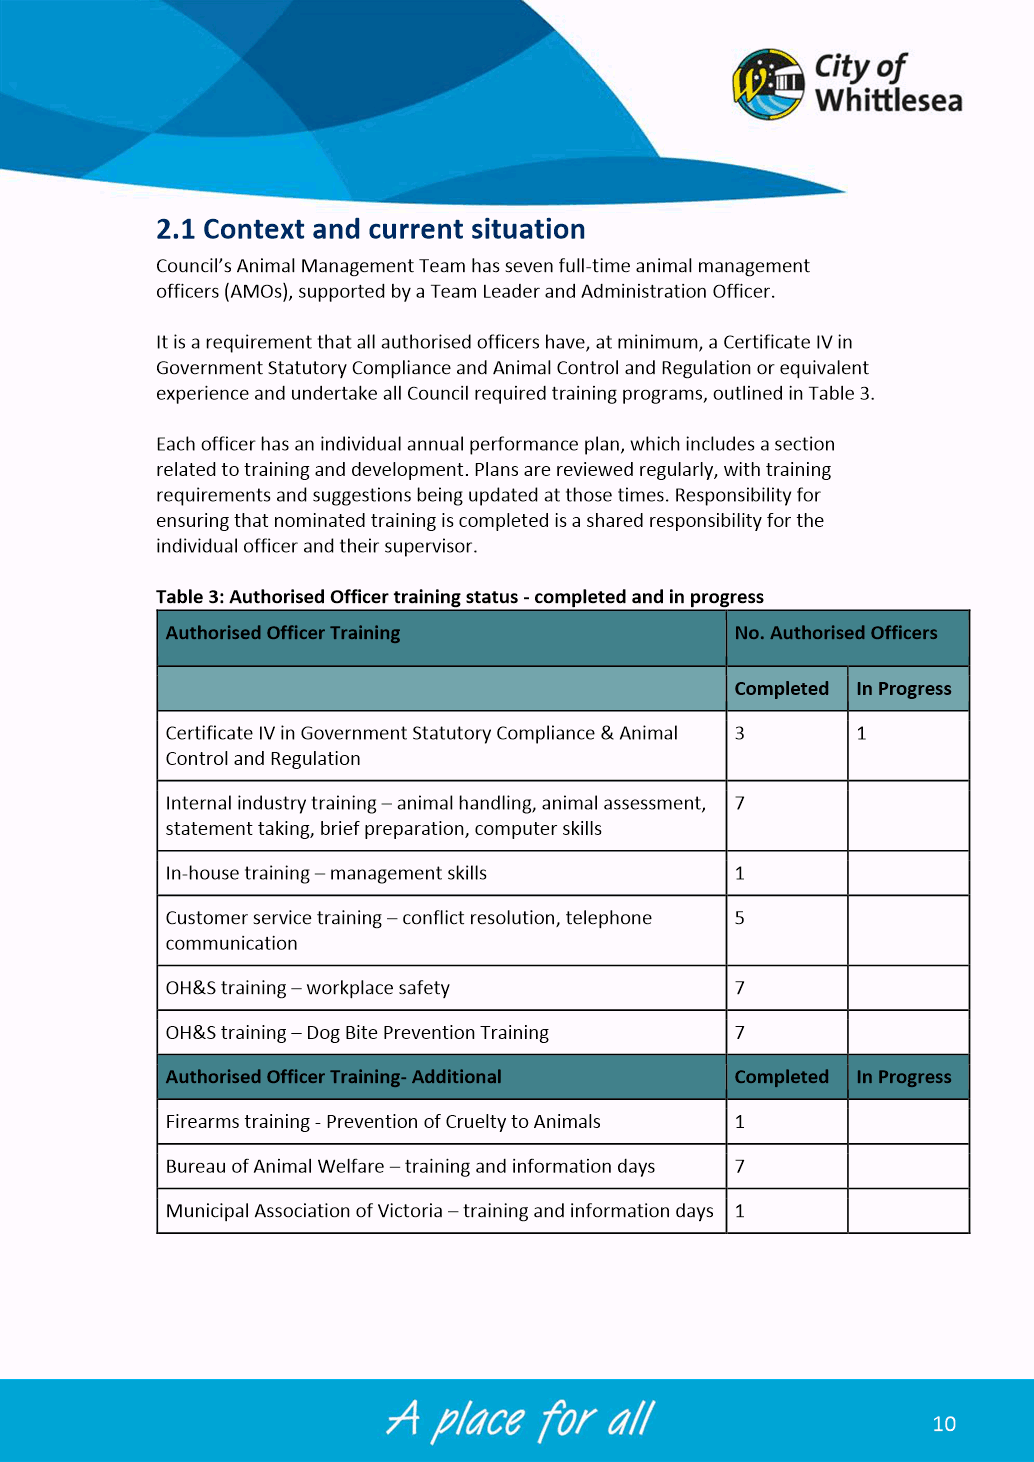 City of
Whittlesea
2.1 Context and current situation
Council’s Animal Management Team has seven full-time animal management
officers (AMOs), supported by a Team Leader and Administration Officer.
It is a requirement that all authorised officers have, at minimum, a Certificate IV in
Government Statutory Compliance and Animal Control and Regulation or equivalent
experience and undertake all Council required training programs, outlined in Table 3.
Each officer has an individual annual performance plan, which includes a section
related to training and development. Plans are reviewed regularly, with training
requirements and suggestions being updated at those times. Responsibility for
ensuring that nominated training is completed is a shared responsibility for the
individual officer and their supervisor.
Table 3: Authorised Officer training status - completed and in progress
Authorised Officer Training No. Authorised Officers
Completed In Progress
Certificate IV in Government Statutory Compliance & Animal 3 1
Control and Regulation
Internal industry training – animal handling, animal assessment, 7
statement taking, brief preparation, computer skills
In-house training – management skills 1
Customer service training – conflict resolution, telephone 5
communication
OH&S training – workplace safety 7
OH&S training – Dog Bite Prevention Training 7
Authorised Officer Training- Additional Completed In Progress
Firearms training - Prevention of Cruelty to Animals 1
Bureau of Animal Welfare – training and information days 7
Municipal Association of Victoria – training and information days 1
A place for all
10